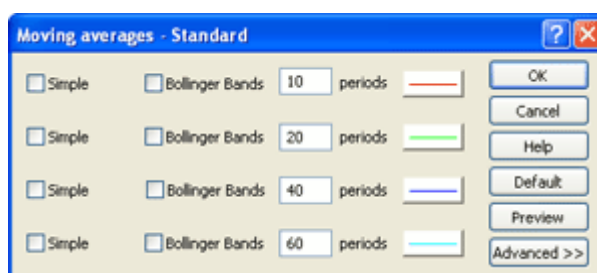 Moving averages - Standard
Simple Bollinger Bands 10 periods
OK
Cancel
Simple Bollinger Bands 20 periods
Help
Simple Bollinger Bands 40 periods
Default
Preview
Simple Bollinger Bands 60 periods
Advanced >>